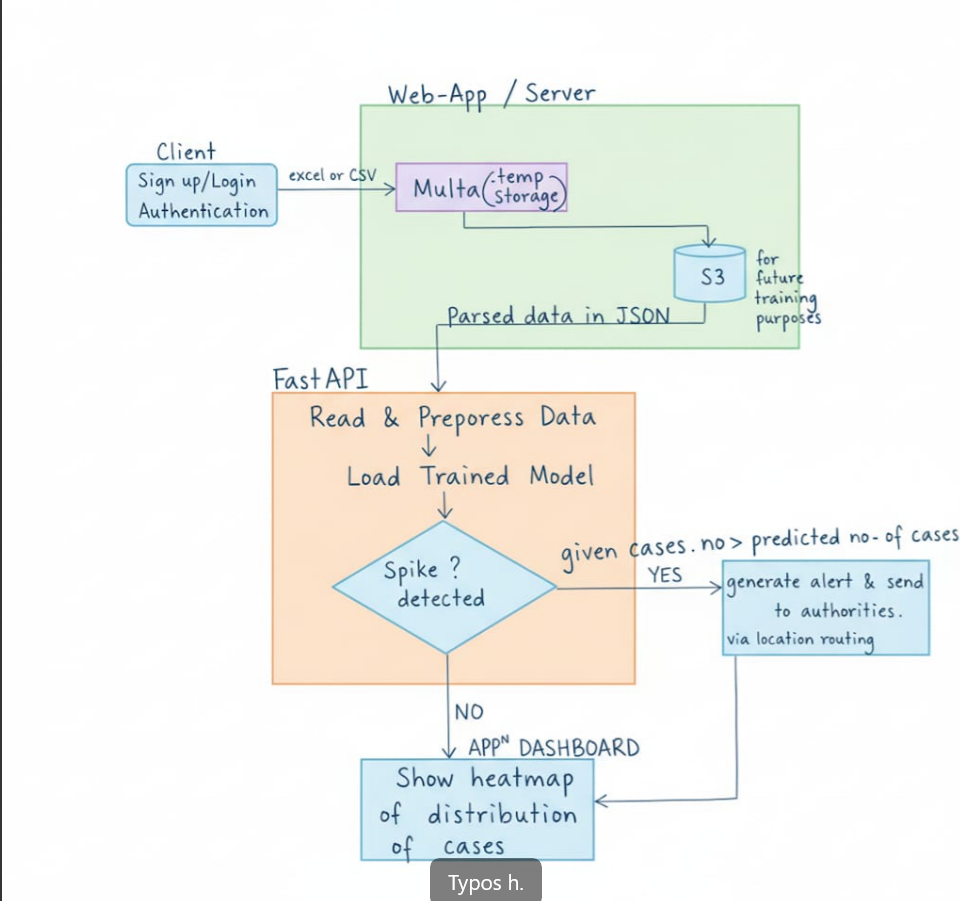 Web-App / Server
Client
Sign up/Login
Authentication
excel or CSV
Multa (temp
storage)
S3
for
future
training
purposes
Parsed data in JSON
FastAPI
Read & Preporess Data
Load Trained Model
Spike ?
detected
given cases. no > predicted no- of cases
YES
generate alert & send
to authorities.
via location routing
NO
APPᴺ DASHBOARD
Show heatmap
of distribution
of cases
Typos h.